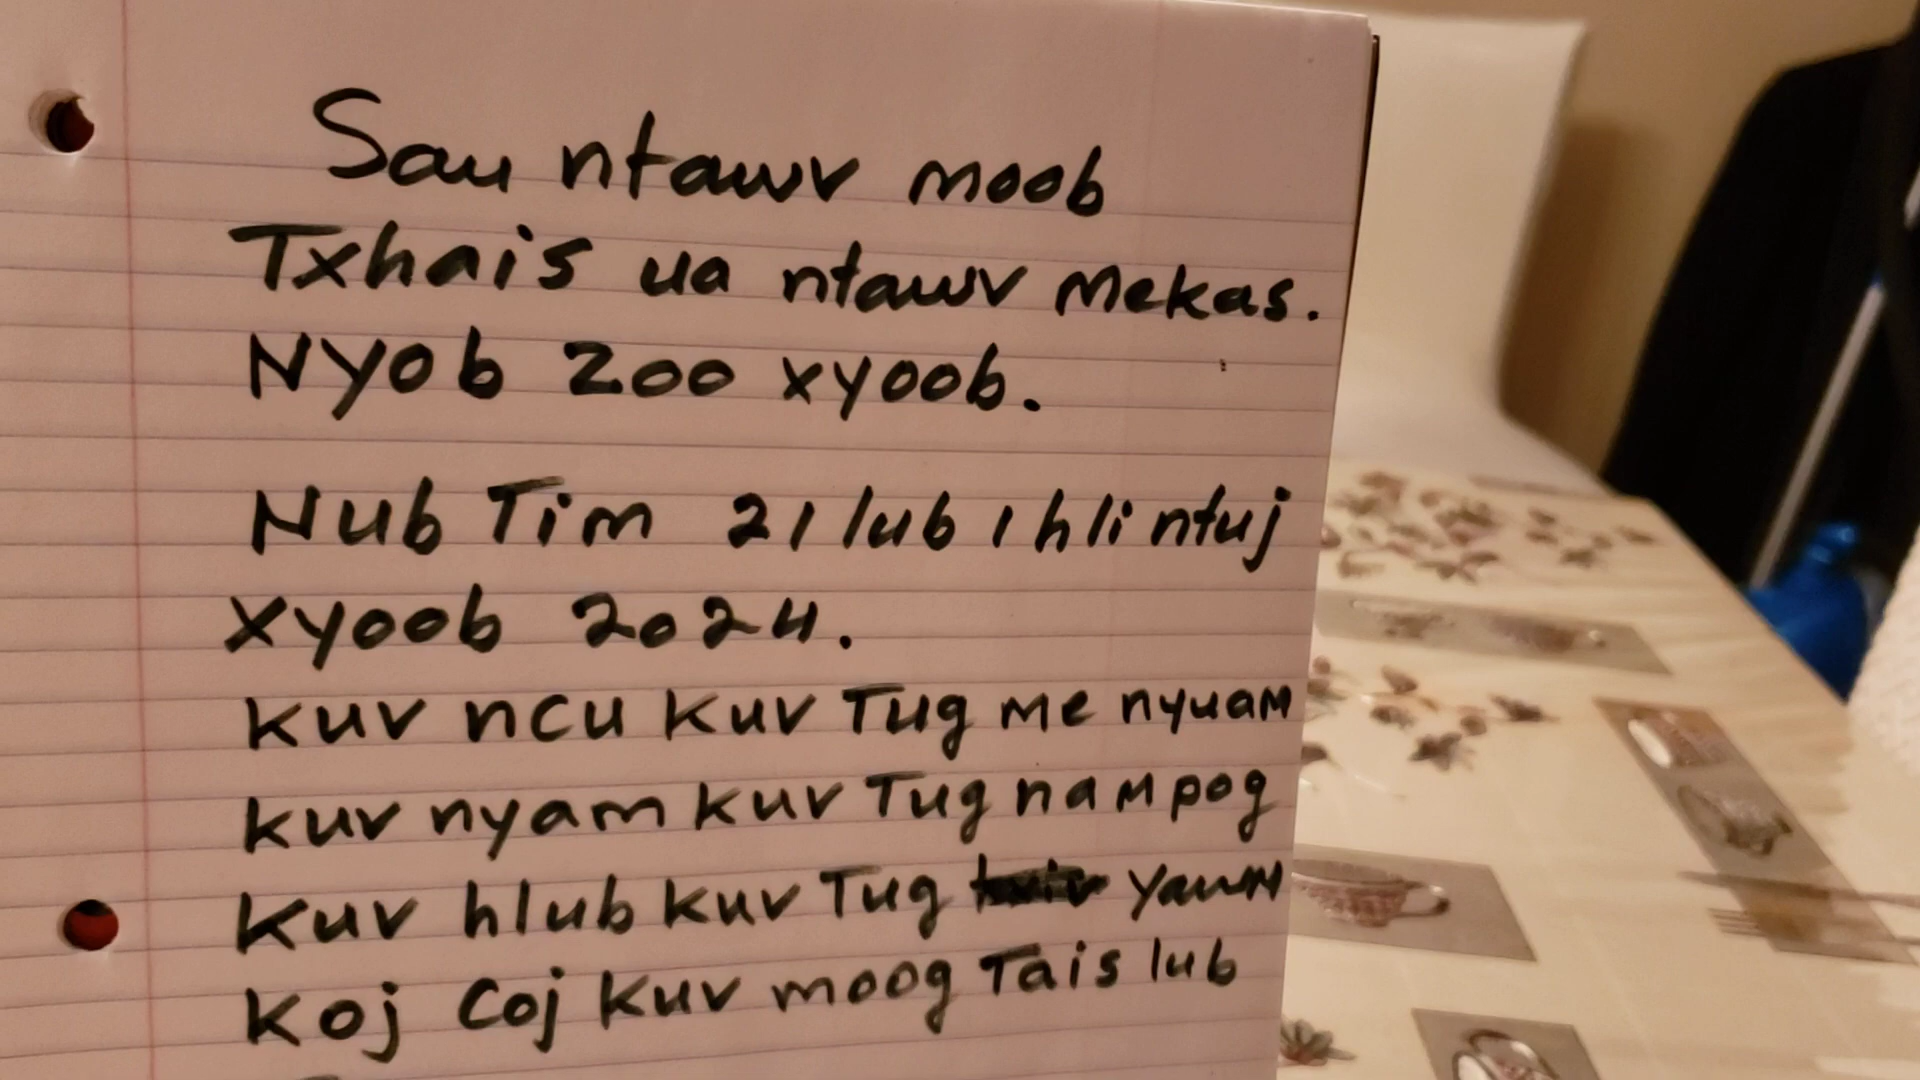 Sau ntawv moob
Txhais ua ntawv Mekas.
Nyob Zoo xyoob.
Nub Tim 21 lub 1 hli ntuj
Xyoob 2024.
Kuv ncu kuv Tug me nyuam
kuv nyam kuv Tug nam pog
Kuv hlub kuv Tug yawm
Koj coj kuv moog Tais lub